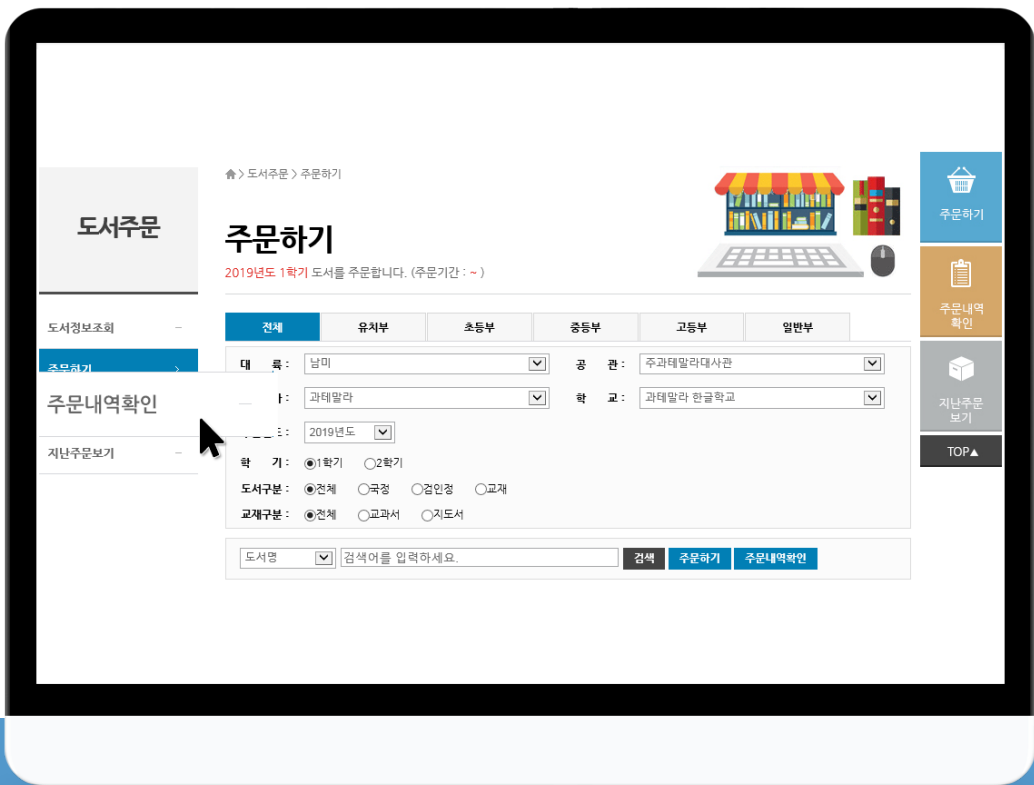 도서주문
도서정보조회
주문하기
주문내역확인
지난주문보기
> 도서주문 > 주문하기
주문하기
2019년도 1학기 도서를 주문합니다. (주문기간 : ~ )
전체 유치부 초등부 중등부 고등부 일반부
대 륙 : 남미 공 관 : 주과테말라대사관
과테말라 학 교 : 과테말라 한글학교
2019년도
학 기 : 1학기 2학기
도서구분 : 전체 국정 검인정 교재
교재구분 : 전체 교과서 지도서
도서명 검색어를 입력하세요. 검색 주문하기 주문내역확인
주문하기
주문내역
확인
지난주문
보기
TOP▲